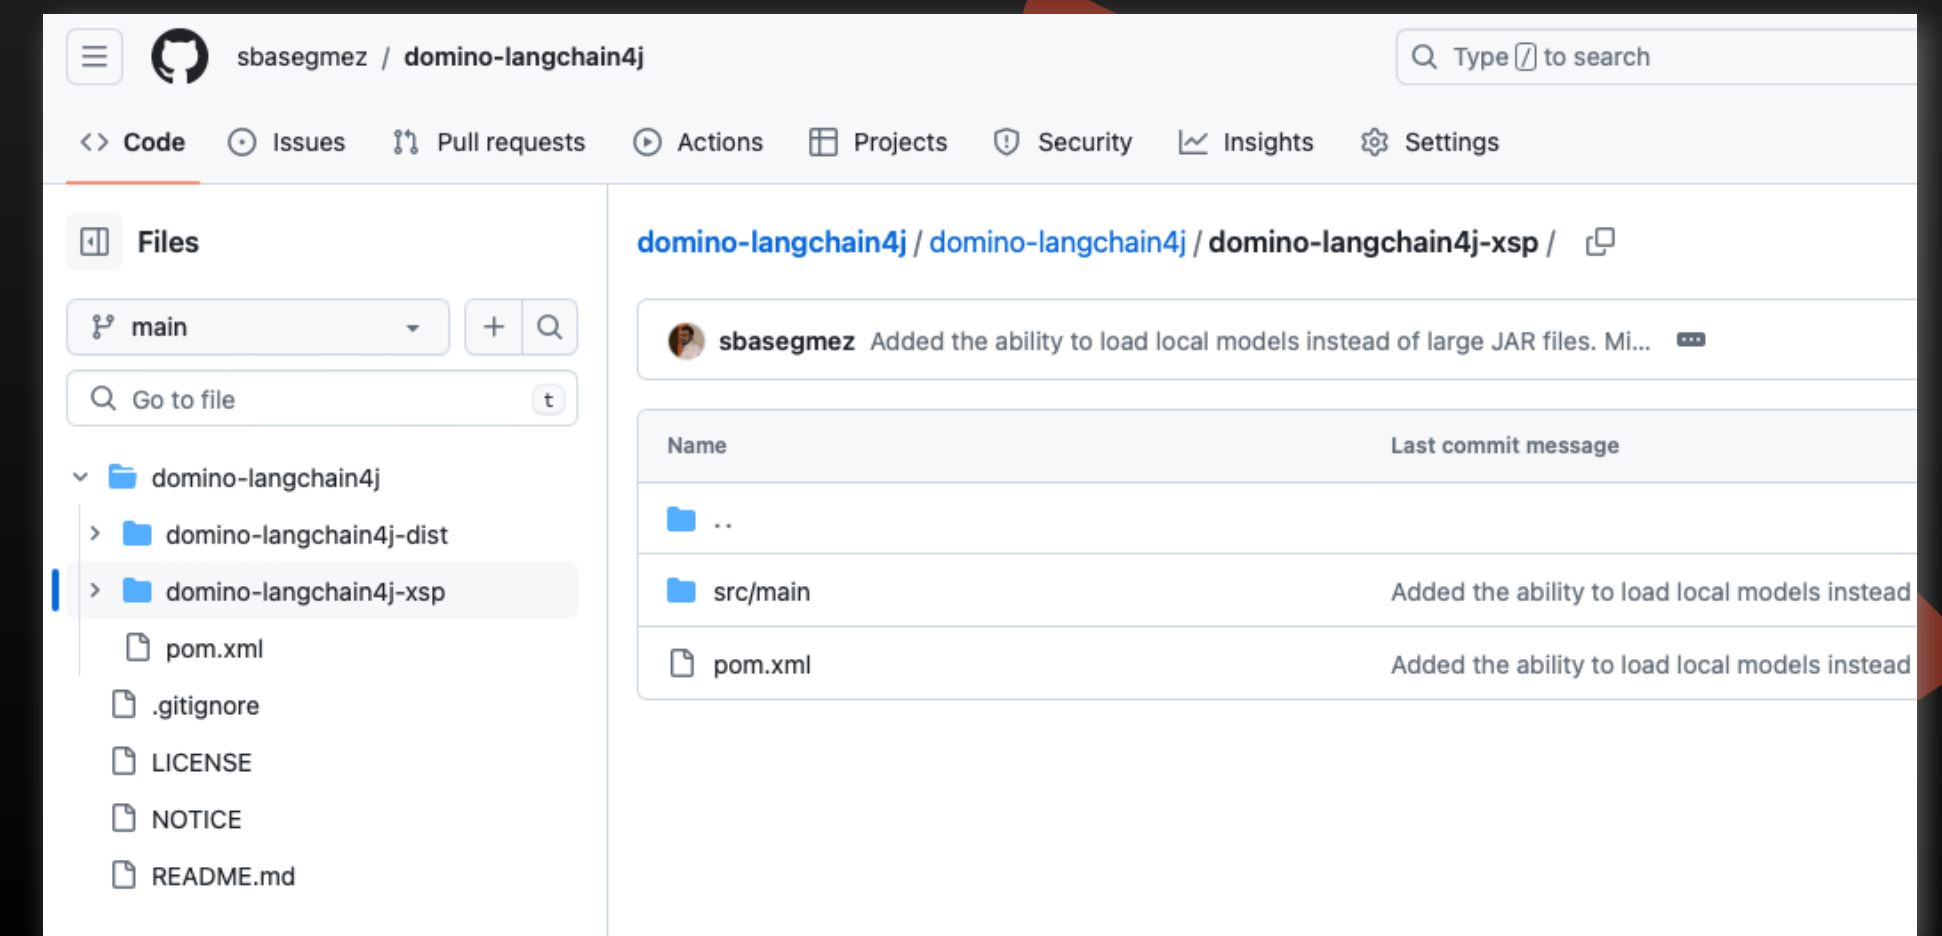 sbasegmez / domino-langchain4j
Type / to search
Code Issues Pull requests Actions Projects Security Insights Settings
Files
main
Go to file t
domino-langchain4j
domino-langchain4j-dist
domino-langchain4j-xsp
pom.xml
.gitignore
LICENSE
NOTICE
README.md
domino-langchain4j / domino-langchain4j / domino-langchain4j-xsp /
sbasegmez Added the ability to load local models instead of large JAR files. Mi...
Name Last commit message
..
src/main Added the ability to load local models instead
pom.xml Added the ability to load local models instead